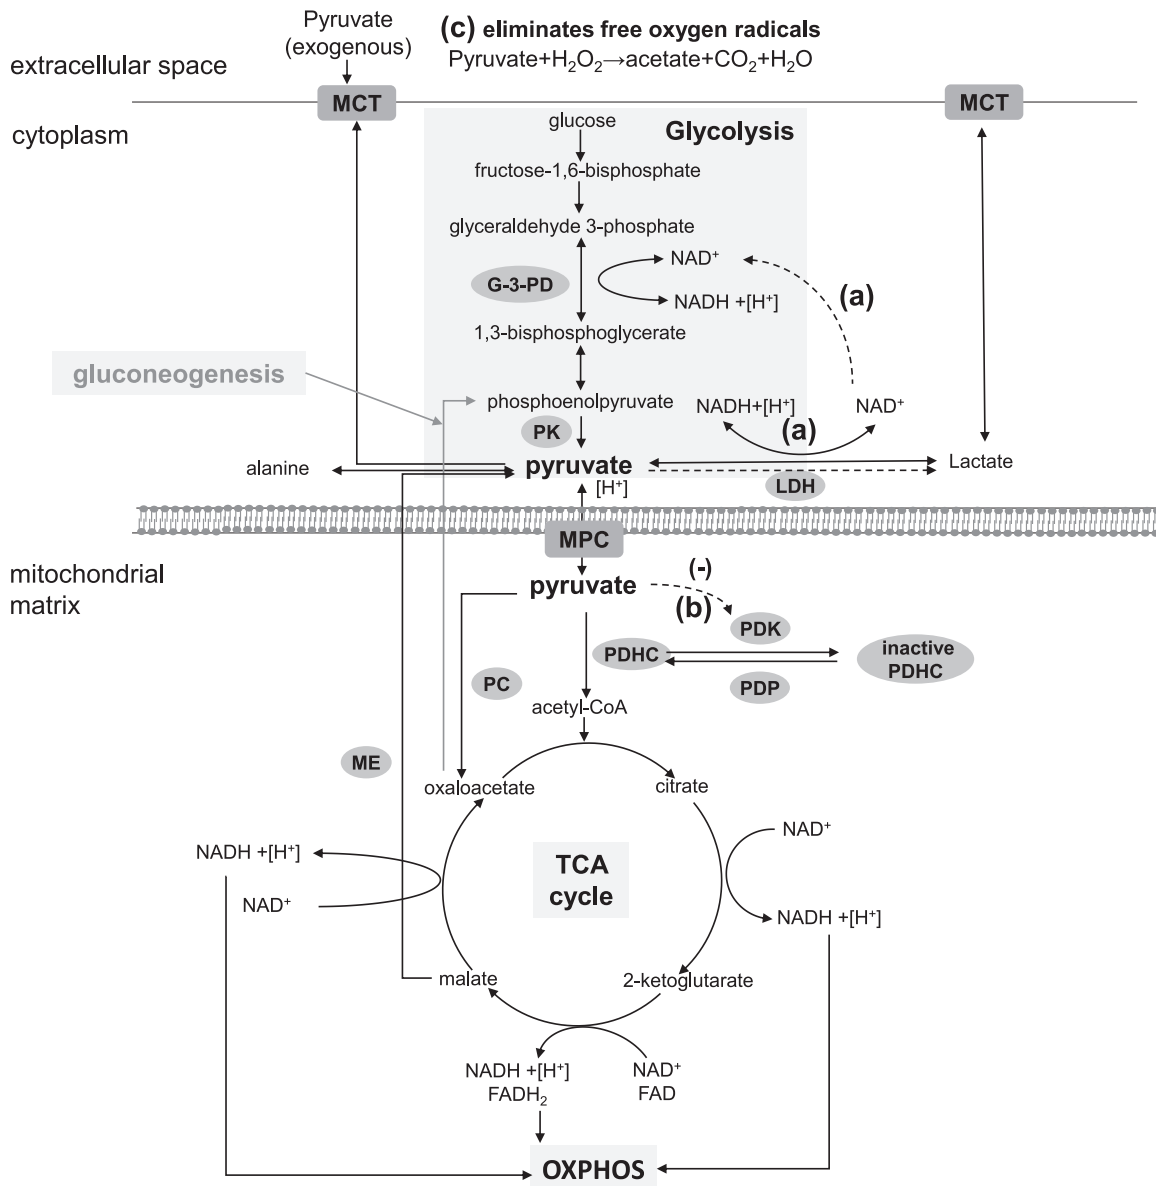 Pyruvate
(exogenous)
(c) eliminates free oxygen radicals
Pyruvate+H₂O₂→acetate+CO₂+H₂O
extracellular space
MCT
MCT
cytoplasm
glucose
Glycolysis
fructose-1,6-bisphosphate
glyceraldehyde 3-phosphate
NAD⁺
G-3-PD
(a)
NADH +[H⁺]
1,3-bisphosphoglycerate
gluconeogenesis
phosphoenolpyruvate
NADH+[H⁺]
NAD⁺
PK
(a)
alanine
pyruvate
Lactate
[H⁺]
LDH
MPC
mitochondrial
matrix
pyruvate
(-)
(b)
PDK
PDHC
inactive
PDHC
PC
PDP
acetyl-CoA
ME
oxaloacetate
citrate
NAD⁺
NADH +[H⁺]
TCA
cycle
NAD⁺
NADH +[H⁺]
malate
2-ketoglutarate
NADH +[H⁺]
FADH₂
NAD⁺
FAD
OXPHOS